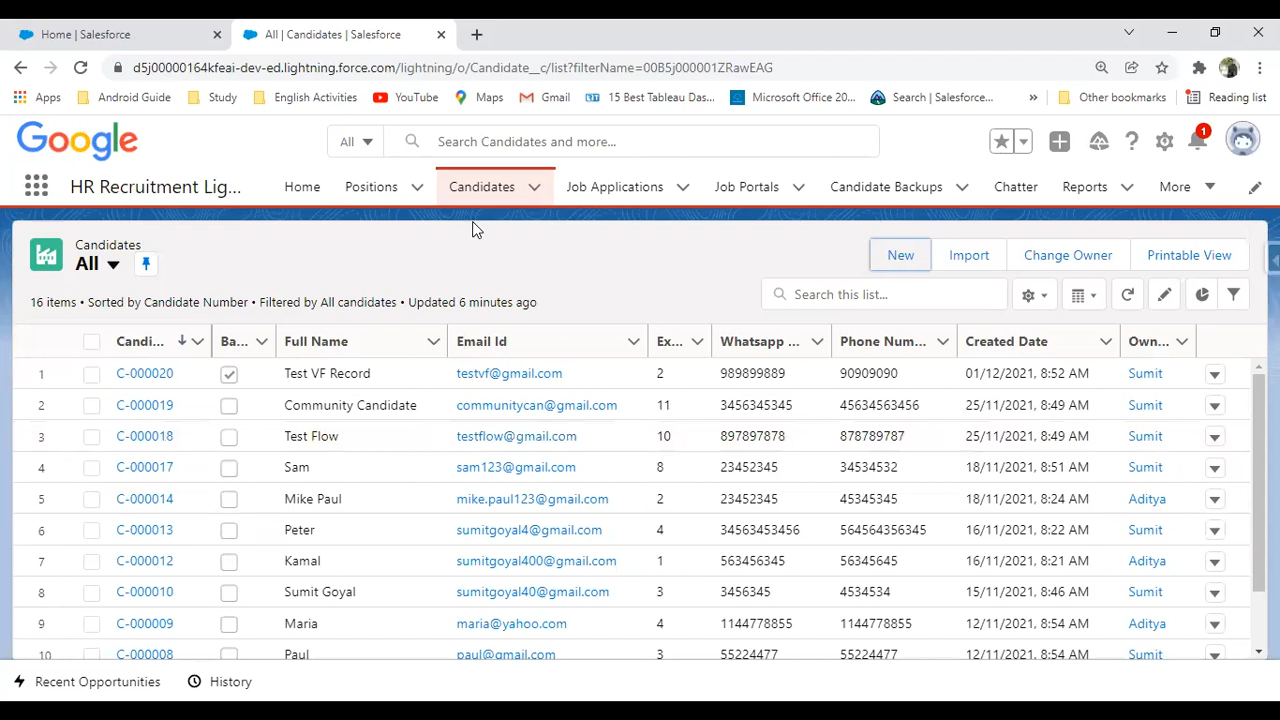 Home | Salesforce
All | Candidates | Salesforce
d5j00000164kfeai-dev-ed.lightning.force.com/lightning/o/Candidate__c/list?filterName=00B5j000001ZRawEAG
Apps Android Guide Study English Activities YouTube Maps Gmail 15 Best Tableau Das... Microsoft Office 20... Search | Salesforce... » Other bookmarks Reading list
Google
All
Search Candidates and more...
1
HR Recruitment Lig...
Home Positions Candidates Job Applications Job Portals Candidate Backups Chatter Reports More
Candidates
All
New Import Change Owner Printable View
16 items • Sorted by Candidate Number • Filtered by All candidates • Updated 6 minutes ago
Search this list...
Candi... Ba... Full Name Email Id Ex... Whatsapp ... Phone Num... Created Date Own...
1 C-000020 Test VF Record testvf@gmail.com 2 989899889 90909090 01/12/2021, 8:52 AM Sumit
2 C-000019 Community Candidate communitycan@gmail.com 11 3456345345 45634563456 25/11/2021, 8:49 AM Sumit
3 C-000018 Test Flow testflow@gmail.com 10 897897878 878789787 25/11/2021, 8:49 AM Sumit
4 C-000017 Sam sam123@gmail.com 8 23452345 34534532 18/11/2021, 8:51 AM Sumit
5 C-000014 Mike Paul mike.paul123@gmail.com 2 23452345 45345345 18/11/2021, 8:24 AM Aditya
6 C-000013 Peter sumitgoyal4@gmail.com 4 34563453456 564564356345 16/11/2021, 8:22 AM Sumit
7 C-000012 Kamal sumitgoyal400@gmail.com 1 563456345 56345645 16/11/2021, 8:21 AM Aditya
8 C-000010 Sumit Goyal sumitgoyal40@gmail.com 3 3456345 4534534 15/11/2021, 8:46 AM Sumit
9 C-000009 Maria maria@yahoo.com 4 1144778855 1144778855 12/11/2021, 8:54 AM Aditya
10 C-000008 Paul paul@gmail.com 3 55224477 55224477 12/11/2021, 8:54 AM Sumit
Recent Opportunities History